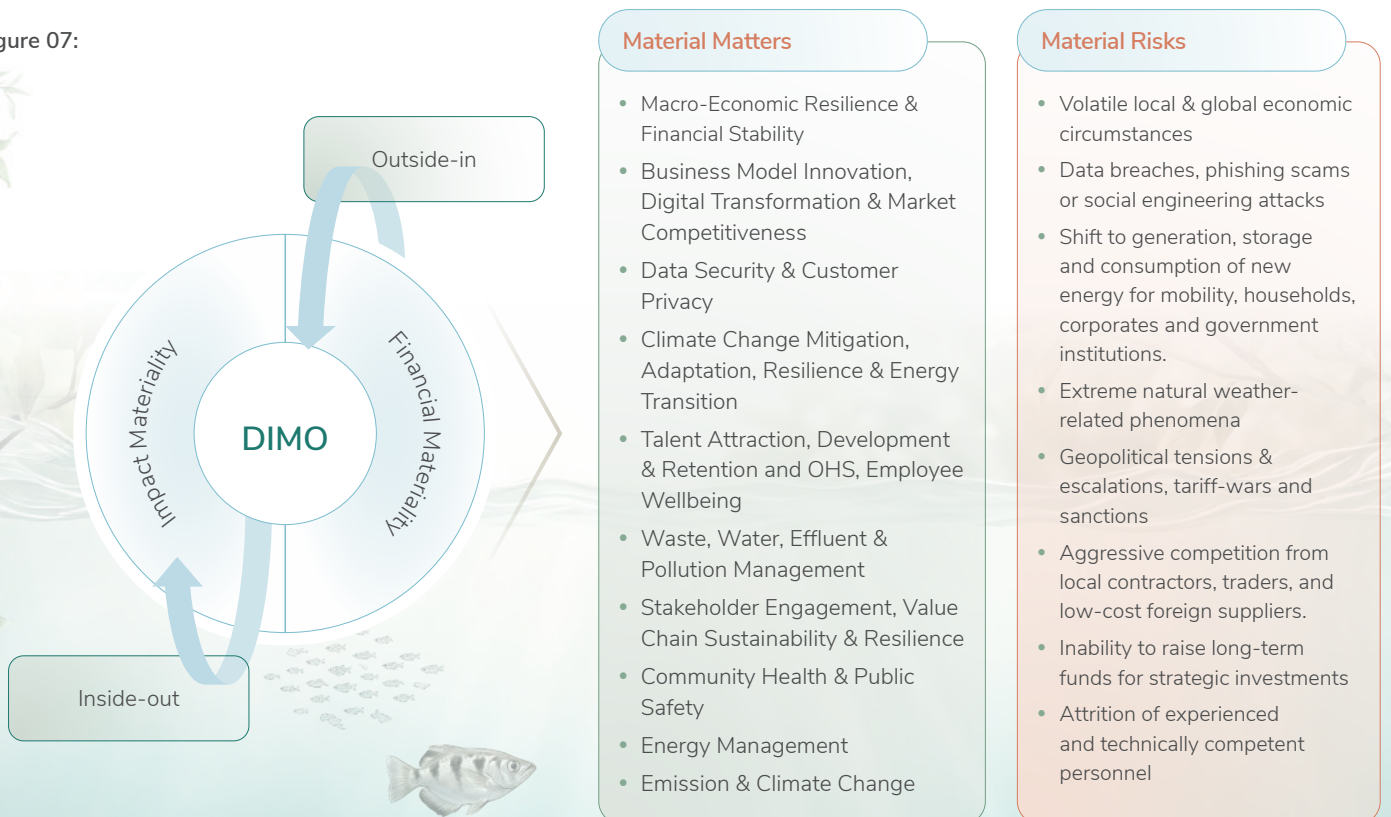 gure 07:
Outside-in
Impact Materiality
Financial Materiality
DIMO
Inside-out
Material Matters
• Macro-Economic Resilience &
Financial Stability
• Business Model Innovation,
Digital Transformation & Market
Competitiveness
• Data Security & Customer
Privacy
• Climate Change Mitigation,
Adaptation, Resilience & Energy
Transition
• Talent Attraction, Development
& Retention and OHS, Employee
Wellbeing
• Waste, Water, Effluent &
Pollution Management
• Stakeholder Engagement, Value
Chain Sustainability & Resilience
• Community Health & Public
Safety
• Energy Management
• Emission & Climate Change
Material Risks
• Volatile local & global economic
circumstances
• Data breaches, phishing scams
or social engineering attacks
• Shift to generation, storage
and consumption of new
energy for mobility, households,
corporates and government
institutions.
• Extreme natural weather-
related phenomena
• Geopolitical tensions &
escalations, tariff-wars and
sanctions
• Aggressive competition from
local contractors, traders, and
low-cost foreign suppliers.
• Inability to raise long-term
funds for strategic investments
• Attrition of experienced
and technically competent
personnel